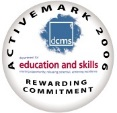 ACTIVEMARK 2006
dcms
education and skills
REWARDING
COMMITMENT